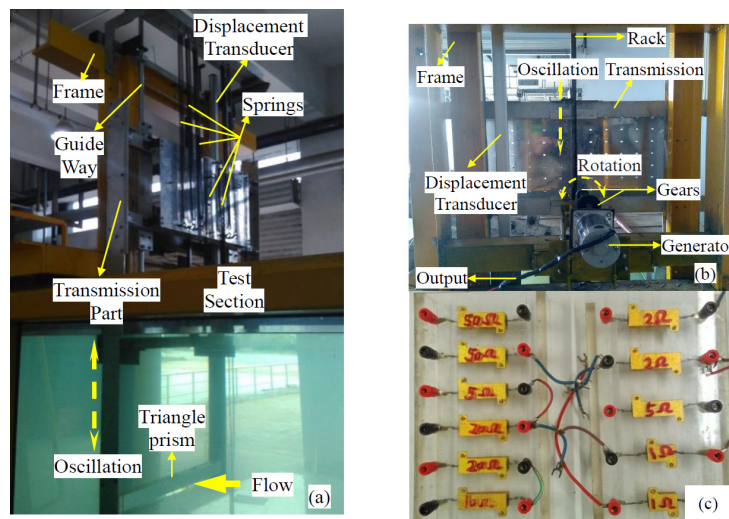 Displacement
Transducer
Springs
Frame
Guide
Way
Transmission
Part
Test
Section
Triangle
prism
Oscillation
Flow
(a)
Rack
Oscillation
Transmission
Frame
Rotation
Displacement
Transducer
Gears
Generato
Output
(b)
50Ω
2Ω
50Ω
2Ω
5Ω
5Ω
20Ω
1Ω
20Ω
1Ω
10Ω
(c)